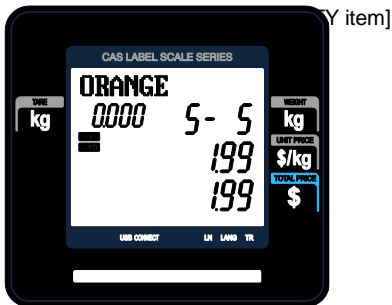 Y item]
CAS LABEL SCALE SERIES
ORANGE
TARE
kg
0.000
5- 5
WEIGHT
kg
1.99
UNIT PRICE
$/kg
1.99
TOTAL PRICE
$
USB CONNECT LN LANG TR